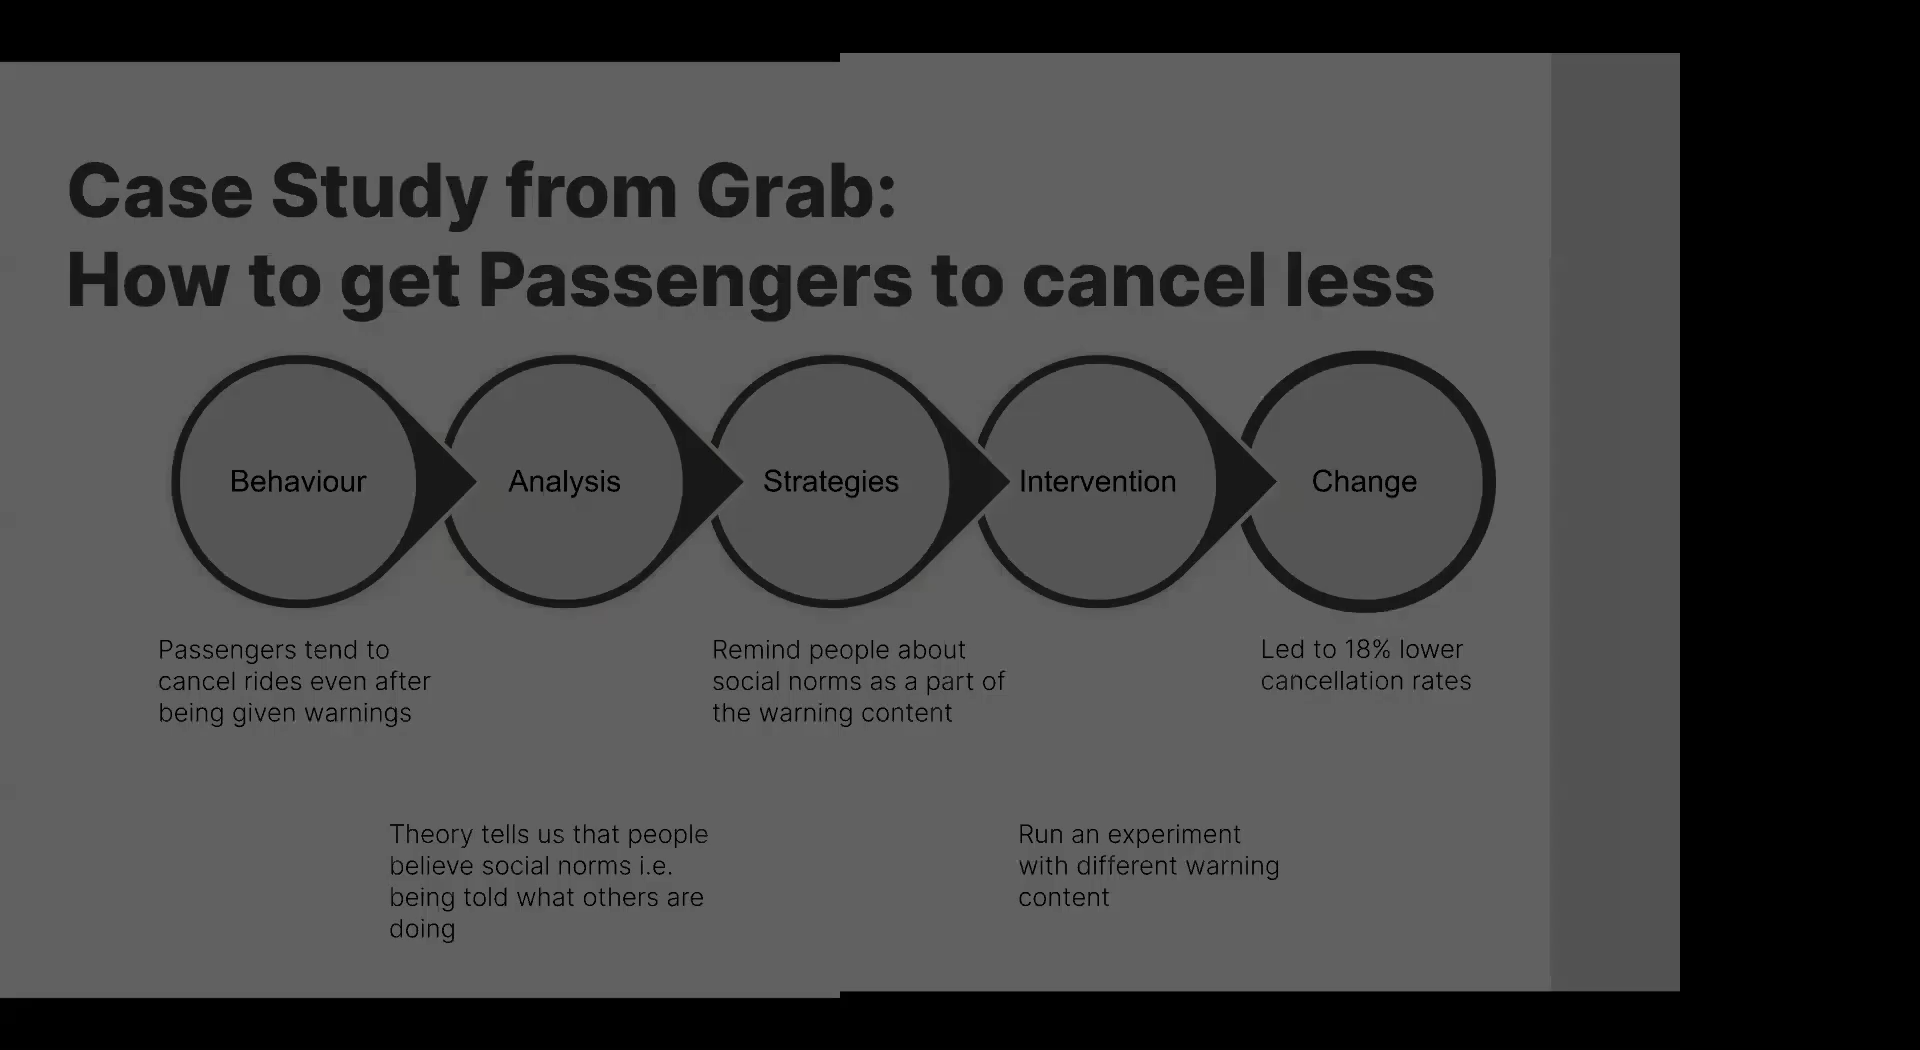 Case Study from Grab:
How to get Passengers to cancel less
Behaviour
Analysis
Strategies
Intervention
Change
Passengers tend to
cancel rides even after
being given warnings
Theory tells us that people
believe social norms i.e.
being told what others are
doing
Remind people about
social norms as a part of
the warning content
Run an experiment
with different warning
content
Led to 18% lower
cancellation rates